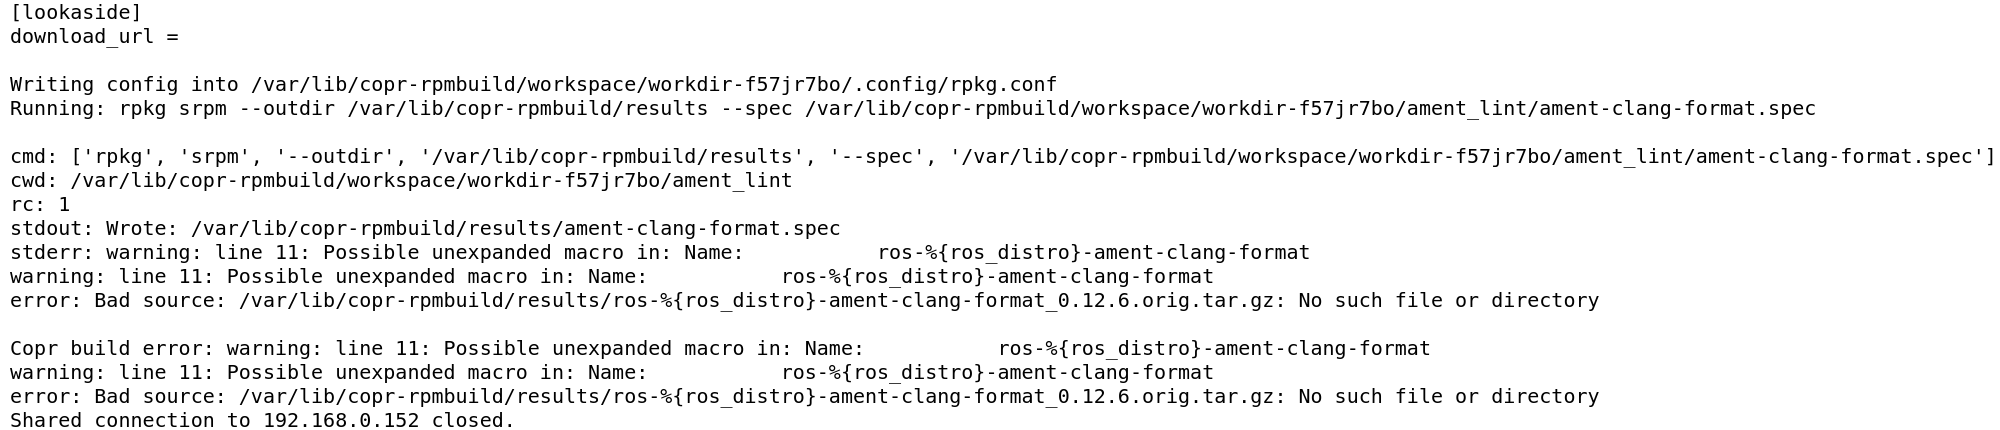 [lookaside]
download_url =
Writing config into /var/lib/copr-rpmbuild/workspace/workdir-f57jr7bo/.config/rpkg.conf
Running: rpkg srpm --outdir /var/lib/copr-rpmbuild/results --spec /var/lib/copr-rpmbuild/workspace/workdir-f57jr7bo/ament_lint/ament-clang-format.spec
cmd: ['rpkg', 'srpm', '--outdir', '/var/lib/copr-rpmbuild/results', '--spec', '/var/lib/copr-rpmbuild/workspace/workdir-f57jr7bo/ament_lint/ament-clang-format.spec']
cwd: /var/lib/copr-rpmbuild/workspace/workdir-f57jr7bo/ament_lint
rc: 1
stdout: Wrote: /var/lib/copr-rpmbuild/results/ament-clang-format.spec
stderr: warning: line 11: Possible unexpanded macro in: Name:           ros-%{ros_distro}-ament-clang-format
warning: line 11: Possible unexpanded macro in: Name:           ros-%{ros_distro}-ament-clang-format
error: Bad source: /var/lib/copr-rpmbuild/results/ros-%{ros_distro}-ament-clang-format_0.12.6.orig.tar.gz: No such file or directory
Copr build error: warning: line 11: Possible unexpanded macro in: Name:           ros-%{ros_distro}-ament-clang-format
warning: line 11: Possible unexpanded macro in: Name:           ros-%{ros_distro}-ament-clang-format
error: Bad source: /var/lib/copr-rpmbuild/results/ros-%{ros_distro}-ament-clang-format_0.12.6.orig.tar.gz: No such file or directory
Shared connection to 192.168.0.152 closed.